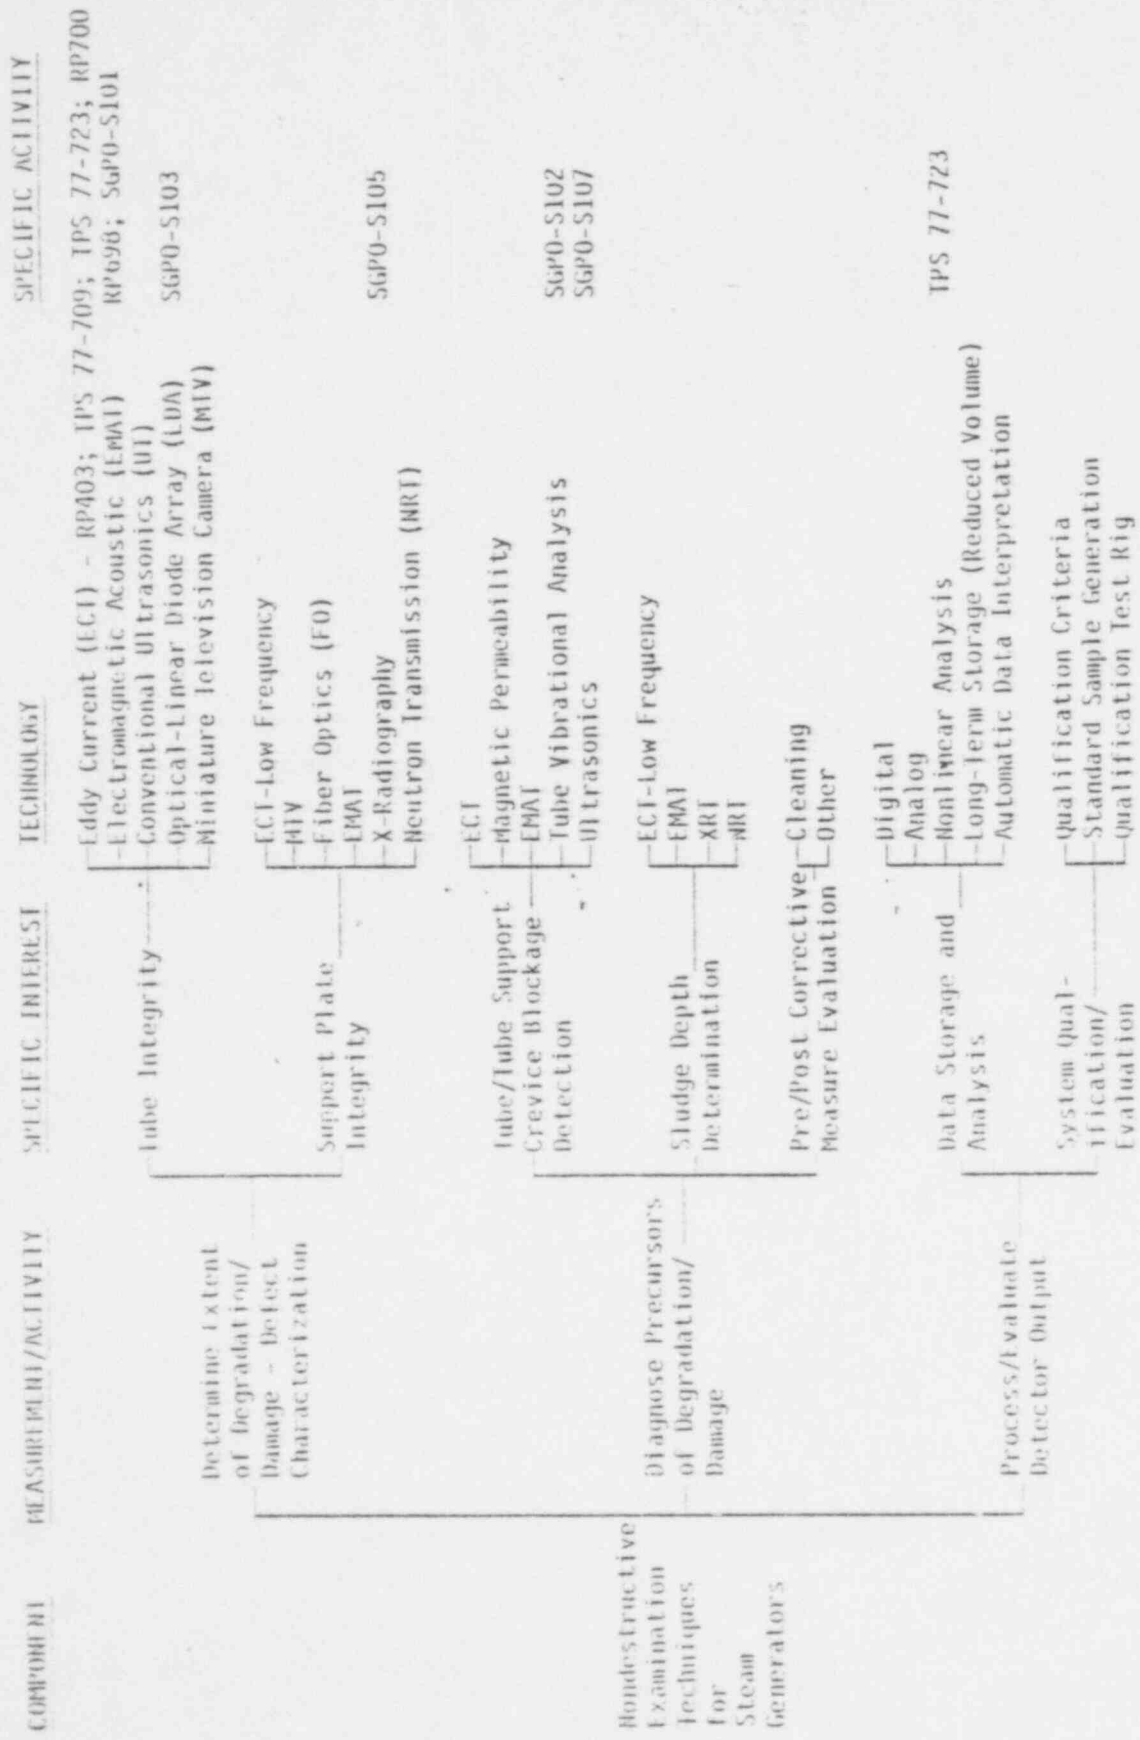 COMPONENT
MEASUREMENT/ACTIVITY
SPECIFIC INTEREST
TECHNOLOGY
SPECIFIC ACTIVITY
Nondestructive
Examination
Techniques
for
Steam
Generators
Determine Extent
of Degradation/
Damage - Defect
Characterization
Tube Integrity
Eddy Current (ECT) - RP403; TPS 77-709; TPS 77-723; RP700
Electromagnetic Acoustic (EMAT) RP698; SGPO-S101
Conventional Ultrasonics (UT)
Optical-Linear Diode Array (LDA) SGPO-S103
Miniature Television Camera (MTV)
Support Plate
Integrity
ECT-Low Frequency
MTV
Fiber Optics (FO)
EMAT
X-Radiography SGPO-S105
Neutron Transmission (NRT)
Diagnose Precursors
of Degradation/
Damage
Tube/Tube Support
Crevice Blockage
Detection
ECT
Magnetic Permeability
EMAT
Tube Vibrational Analysis SGPO-S102
Ultrasonics SGPO-S107
Sludge Depth
Determination
ECT-Low Frequency
EMAT
XRT
NRT
Pre/Post Corrective
Measure Evaluation
Cleaning
Other
Process/Evaluate
Detector Output
Data Storage and
Analysis
Digital
Analog
Nonlinear Analysis TPS 77-723
Long-Term Storage (Reduced Volume)
Automatic Data Interpretation
System Qual-
ification/
Evaluation
Qualification Criteria
Standard Sample Generation
Qualification Test Rig